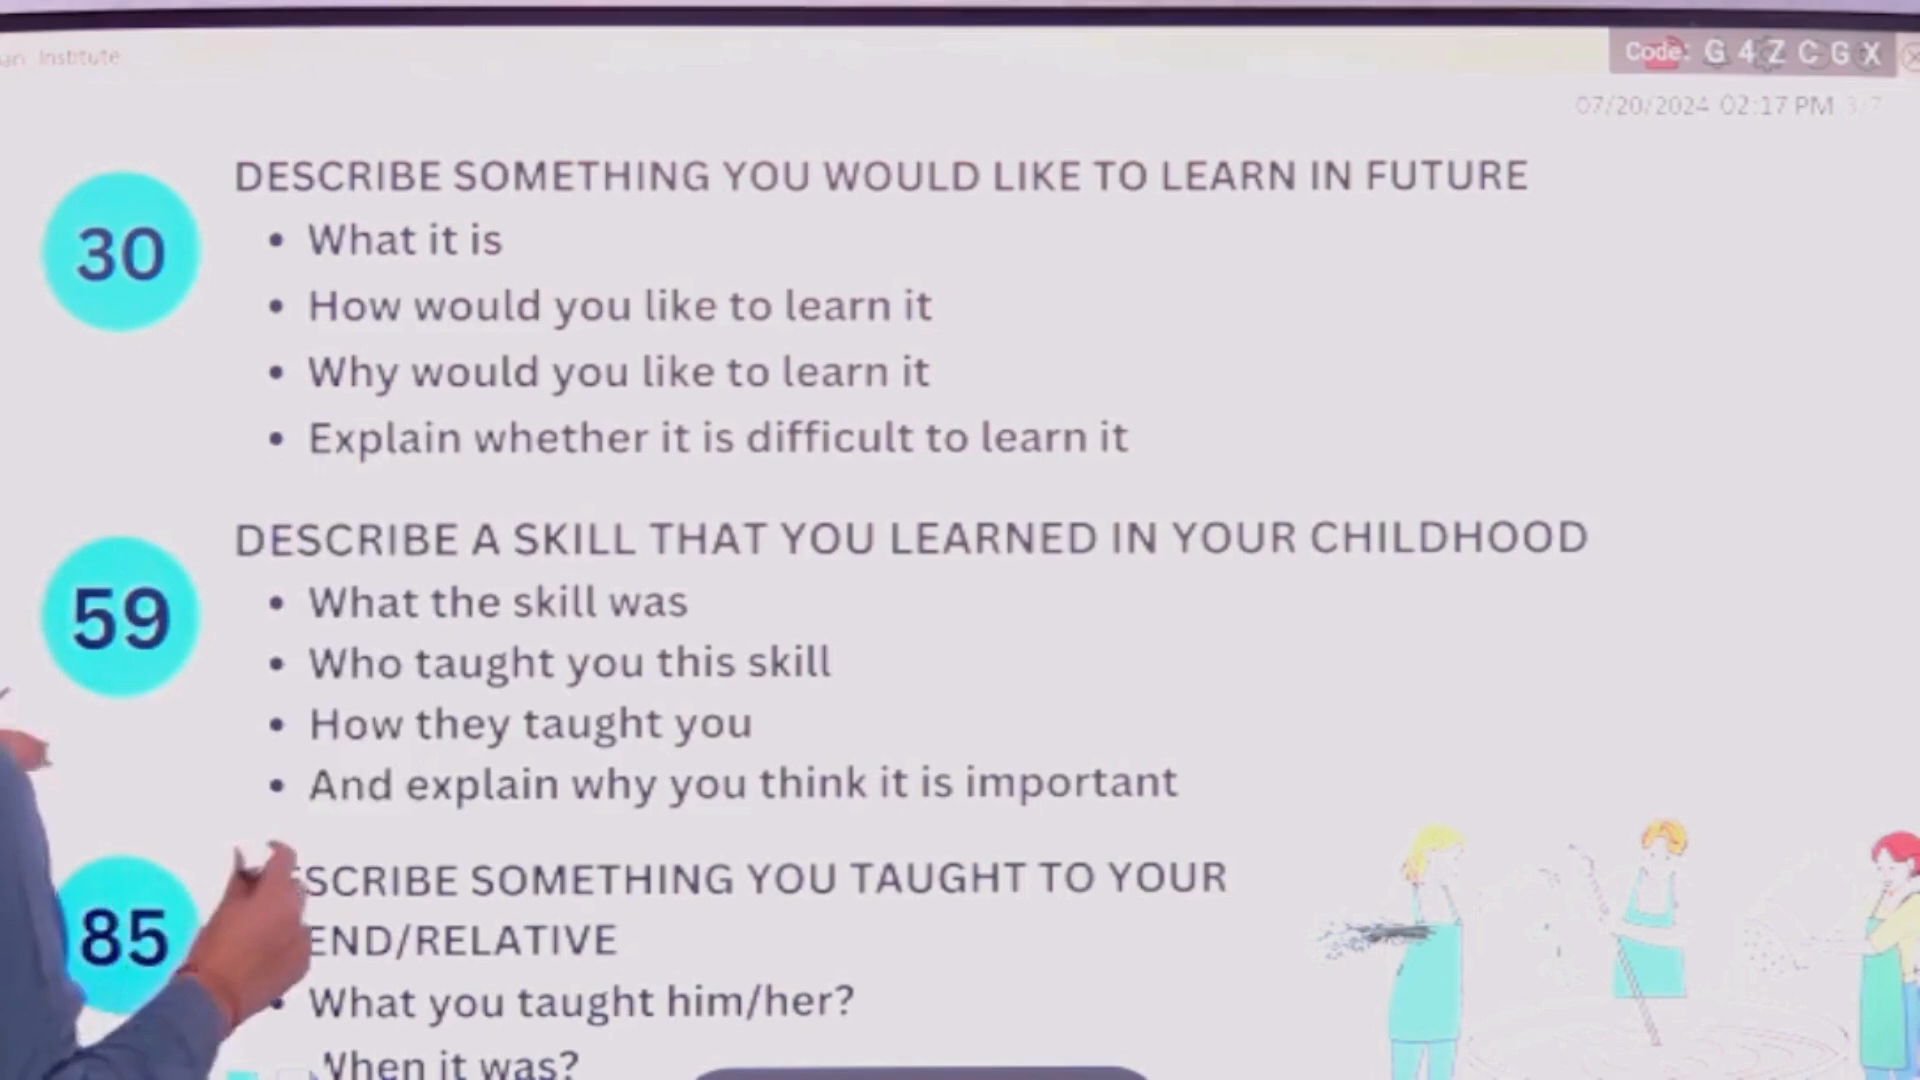 Institute
Code: G 4 Z C G X
07/20/2024 02:17 PM 3/7
30
DESCRIBE SOMETHING YOU WOULD LIKE TO LEARN IN FUTURE
• What it is
• How would you like to learn it
• Why would you like to learn it
• Explain whether it is difficult to learn it
59
DESCRIBE A SKILL THAT YOU LEARNED IN YOUR CHILDHOOD
• What the skill was
• Who taught you this skill
• How they taught you
• And explain why you think it is important
85
SCRIBE SOMETHING YOU TAUGHT TO YOUR
END/RELATIVE
• What you taught him/her?
When it was?